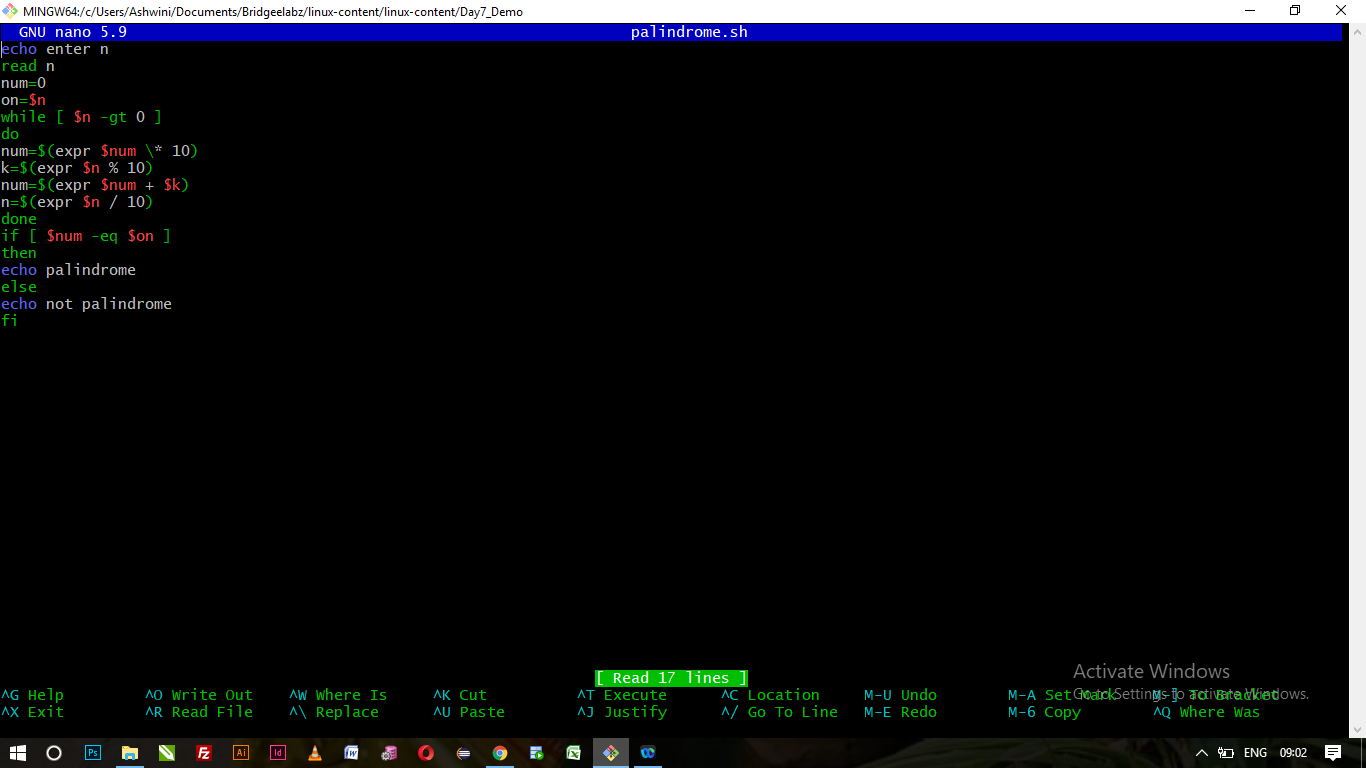 MINGW64:/c/Users/Ashwini/Documents/Bridgeelabz/linux-content/linux-content/Day7_Demo
GNU nano 5.9 palindrome.sh
echo enter n
read n
num=0
on=$n
while [ $n -gt 0 ]
do
num=$(expr $num \* 10)
k=$(expr $n % 10)
num=$(expr $num + $k)
n=$(expr $n / 10)
done
if [ $num -eq $on ]
then
echo palindrome
else
echo not palindrome
fi
Activate Windows
Go to Settings to activate Windows.
[ Read 17 lines ]
^G Help ^O Write Out ^W Where Is ^K Cut ^T Execute ^C Location M-U Undo M-A Set Mark M-] To Bracket
^X Exit ^R Read File ^\ Replace ^U Paste ^J Justify ^/ Go To Line M-E Redo M-6 Copy ^Q Where Was
Ps Fz Ai Id ENG 09:02